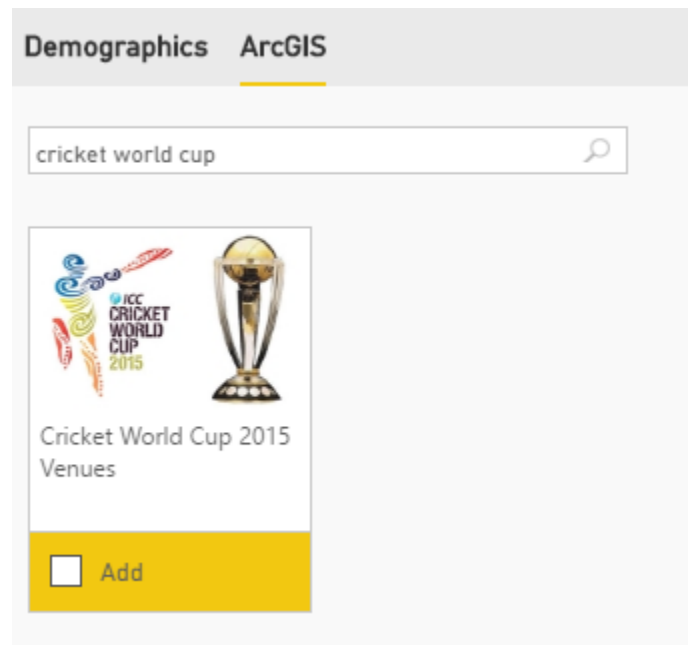 Demographics ArcGIS
cricket world cup
ICC
CRICKET
WORLD
CUP
2015
Cricket World Cup 2015
Venues
Add